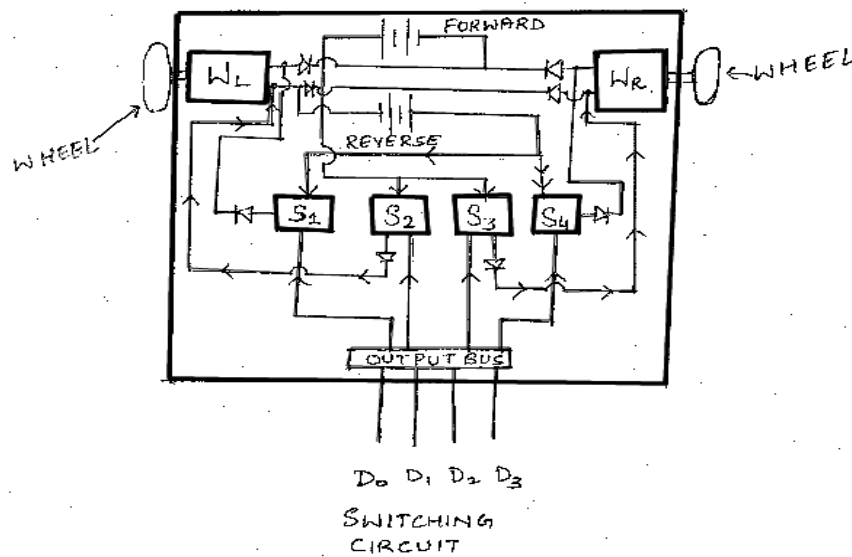 FORWARD
WL
WR.
WHEEL
WHEEL
REVERSE
S1 S2 S3 S4
OUTPUT BUS
D0 D1 D2 D3
SWITCHING
CIRCUIT